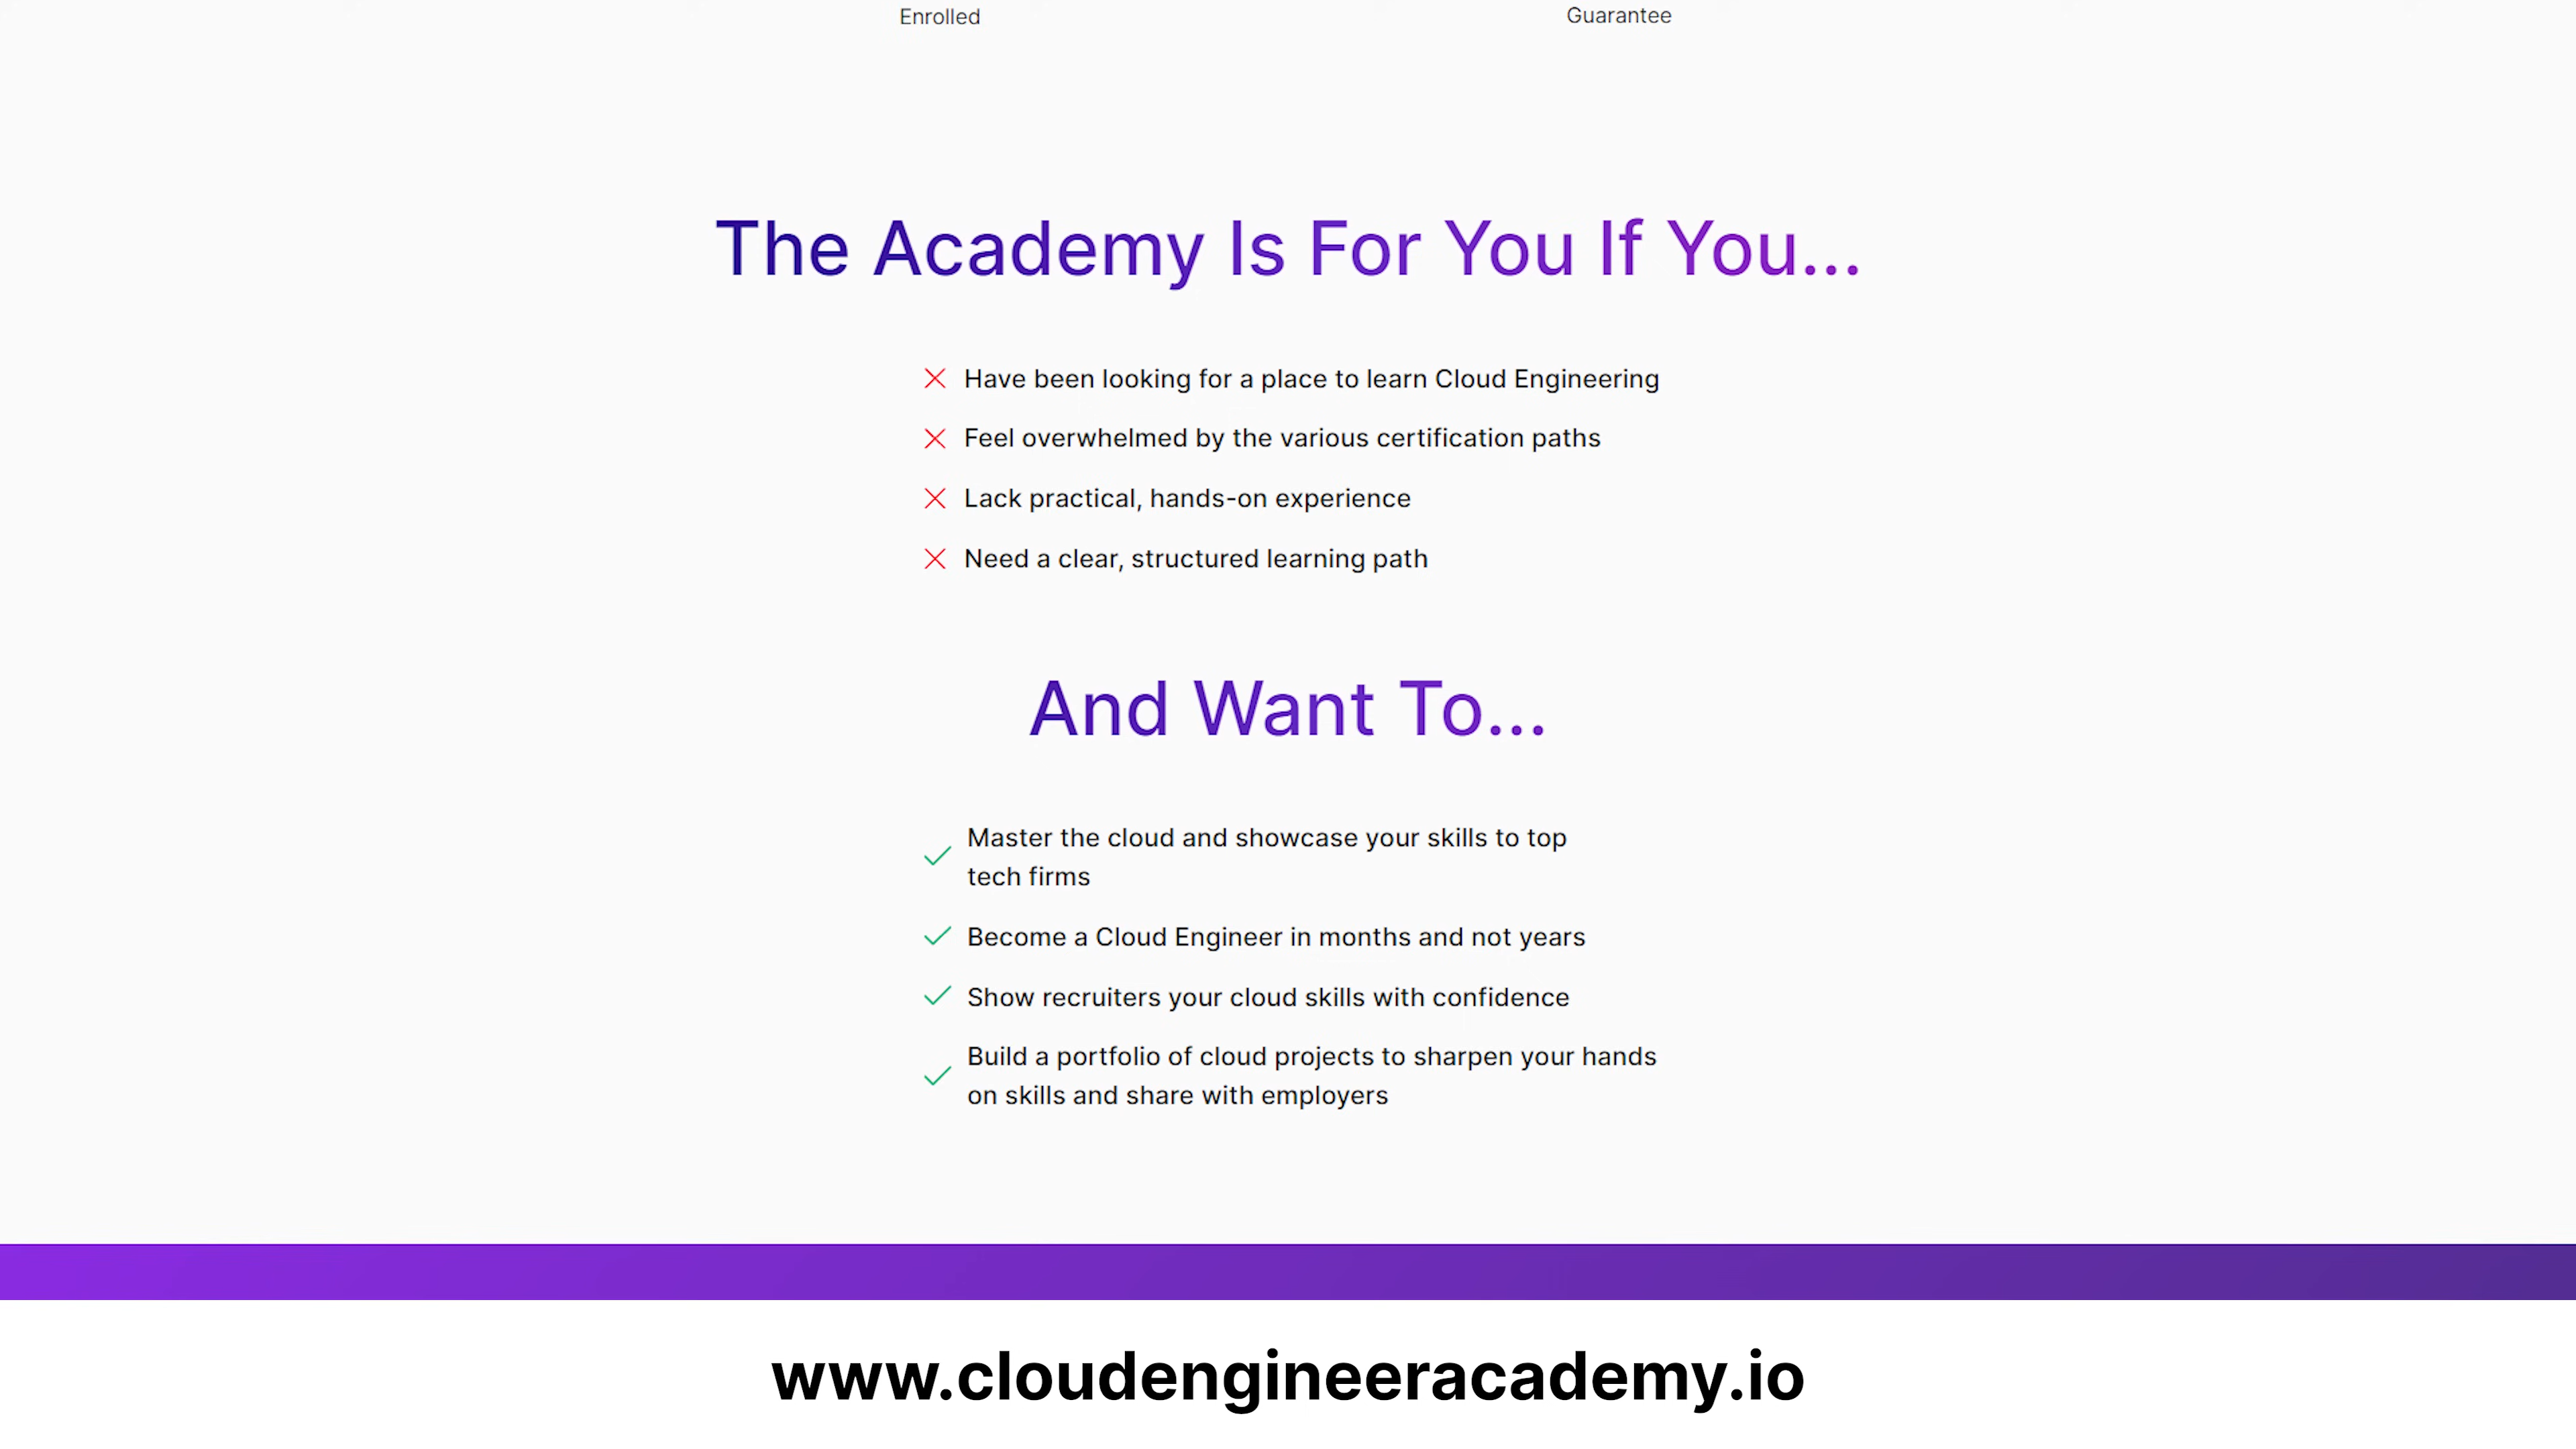 Enrolled
Guarantee
The Academy Is For You If You...
Have been looking for a place to learn Cloud Engineering
Feel overwhelmed by the various certification paths
Lack practical, hands-on experience
Need a clear, structured learning path
And Want To...
Master the cloud and showcase your skills to top
tech firms
Become a Cloud Engineer in months and not years
Show recruiters your cloud skills with confidence
Build a portfolio of cloud projects to sharpen your hands
on skills and share with employers
www.cloudengineeracademy.io